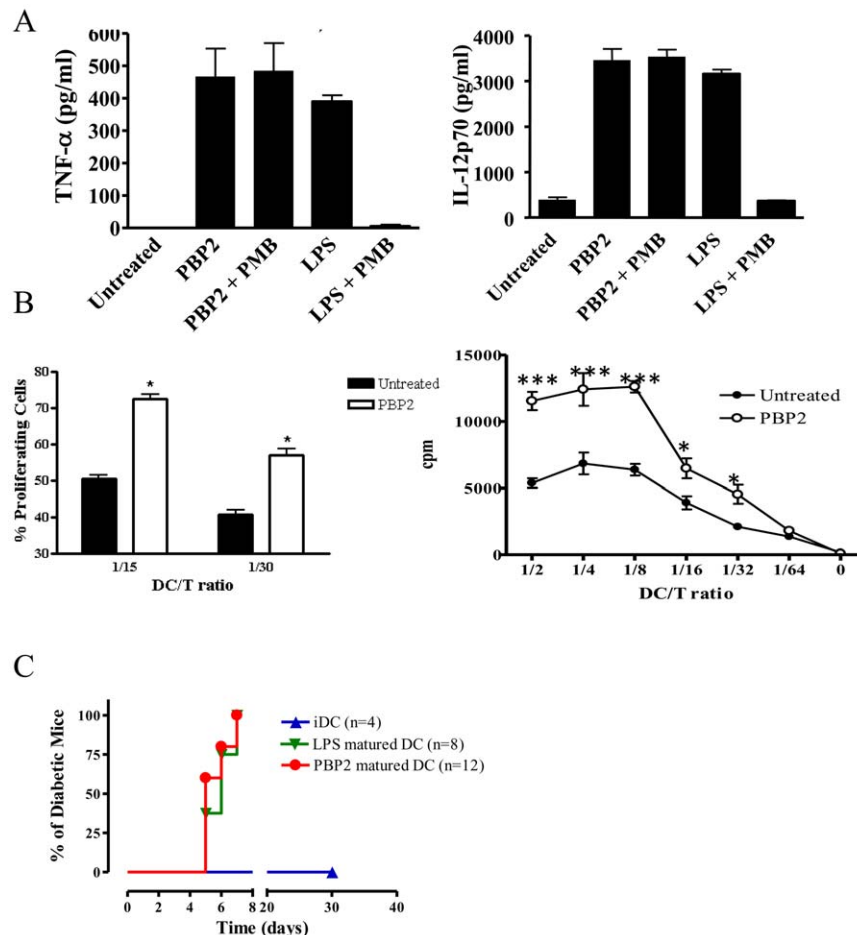 A
TNF-α (pg/ml)
600
500
400
300
200
100
0
Untreated
PBP2
PBP2 + PMB
LPS
LPS + PMB
IL-12p70 (pg/ml)
4000
3000
2000
1000
0
Untreated
PBP2
PBP2 + PMB
LPS
LPS + PMB
B
% Proliferating Cells
80
70
60
50
40
30
*
*
Untreated
PBP2
1/15
1/30
DC/T ratio
cpm
15000
10000
5000
0
*** *** ***
*
*
Untreated
PBP2
1/2 1/4 1/8 1/16 1/32 1/64 0
DC/T ratio
C
% of Diabetic Mice
100
75
50
25
0
iDC (n=4)
LPS matured DC (n=8)
PBP2 matured DC (n=12)
0 2 4 6 8 20 30 40
Time (days)